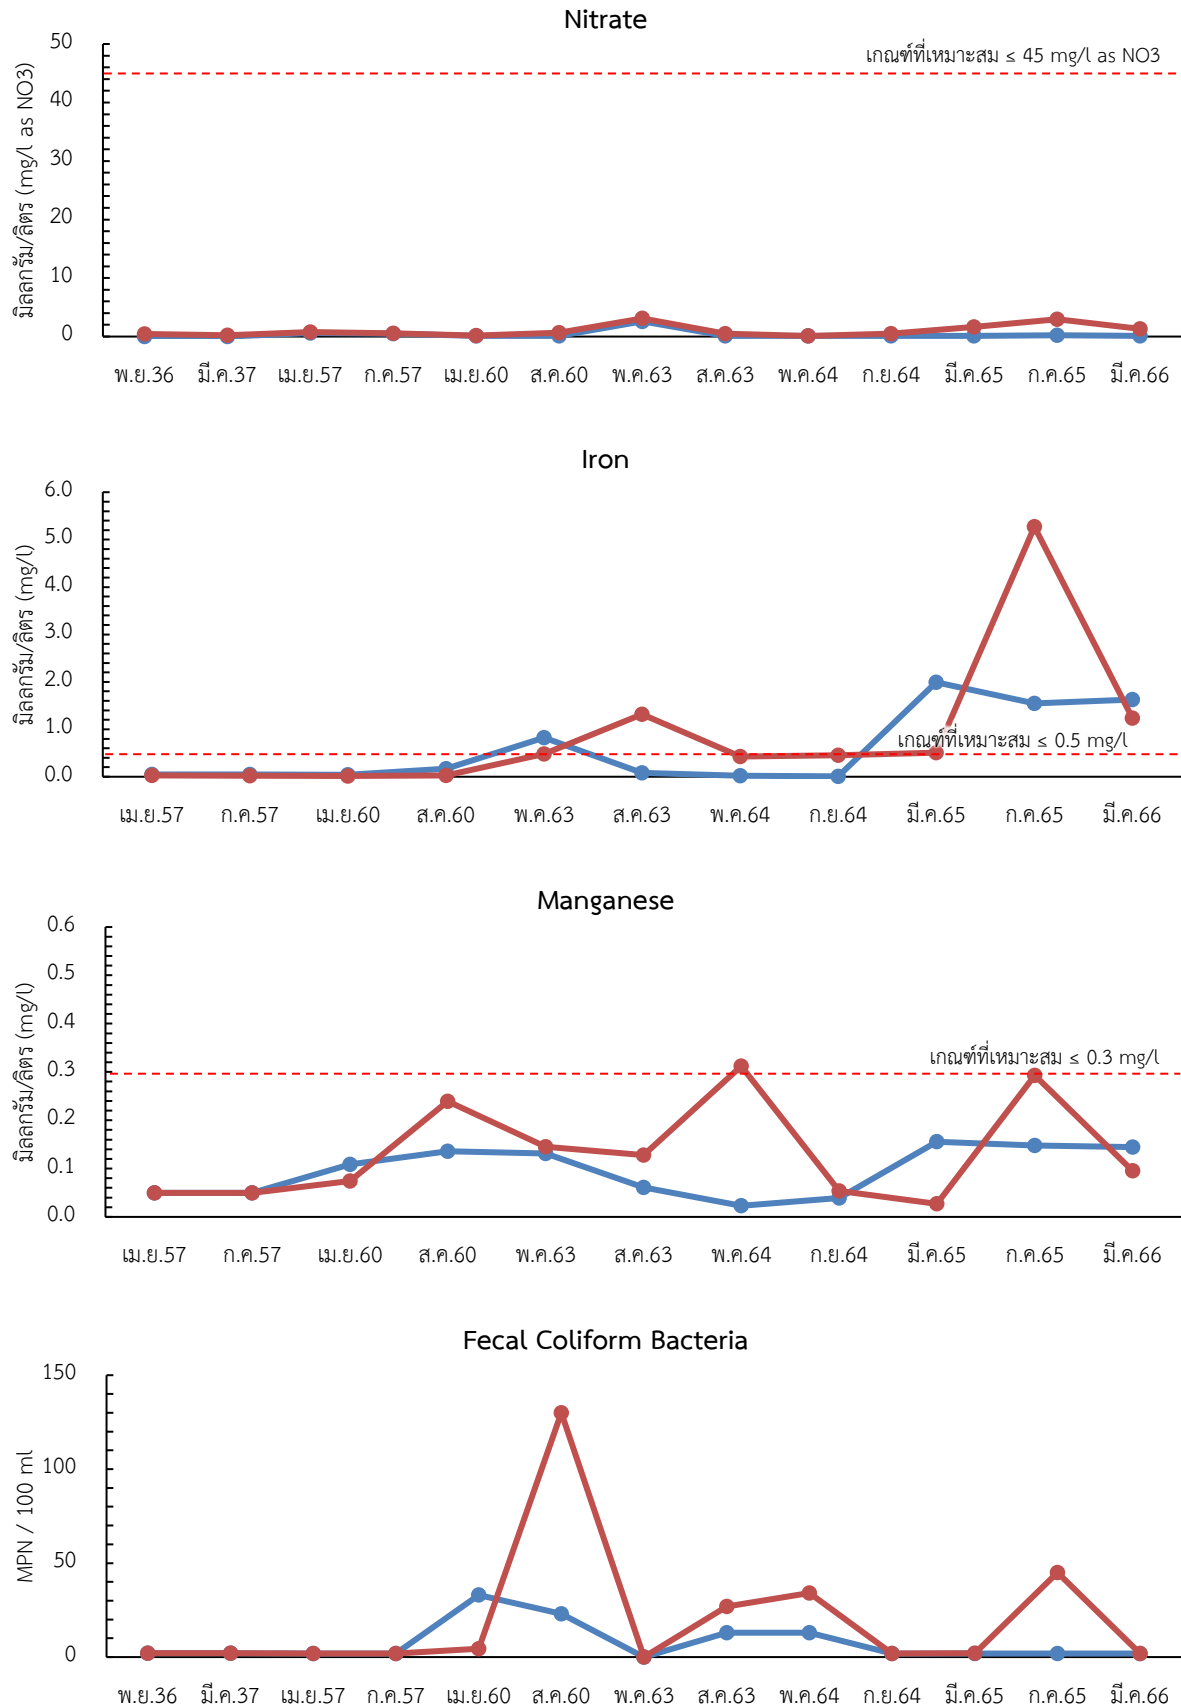 Nitrate
เกณฑ์ที่เหมาะสม ≤ 45 mg/l as NO3
มิลลกรัม/ลิตร (mg/l as NO3)
50
40
30
20
10
0
พ.ย.36 มี.ค.37 เม.ย.57 ก.ค.57 เม.ย.60 ส.ค.60 พ.ค.63 ส.ค.63 พ.ค.64 ก.ย.64 มี.ค.65 ก.ค.65 มี.ค.66
Iron
มิลลกรัม/ลิตร (mg/l)
6.0
5.0
4.0
3.0
2.0
1.0
0.0
เกณฑ์ที่เหมาะสม ≤ 0.5 mg/l
เม.ย.57 ก.ค.57 เม.ย.60 ส.ค.60 พ.ค.63 ส.ค.63 พ.ค.64 ก.ย.64 มี.ค.65 ก.ค.65 มี.ค.66
Manganese
มิลลกรัม/ลิตร (mg/l)
0.6
0.5
0.4
0.3
0.2
0.1
0.0
เกณฑ์ที่เหมาะสม ≤ 0.3 mg/l
เม.ย.57 ก.ค.57 เม.ย.60 ส.ค.60 พ.ค.63 ส.ค.63 พ.ค.64 ก.ย.64 มี.ค.65 ก.ค.65 มี.ค.66
Fecal Coliform Bacteria
MPN / 100 ml
150
100
50
0
พ.ย.36 มี.ค.37 เม.ย.57 ก.ค.57 เม.ย.60 ส.ค.60 พ.ค.63 ส.ค.63 พ.ค.64 ก.ย.64 มี.ค.65 ก.ค.65 มี.ค.66